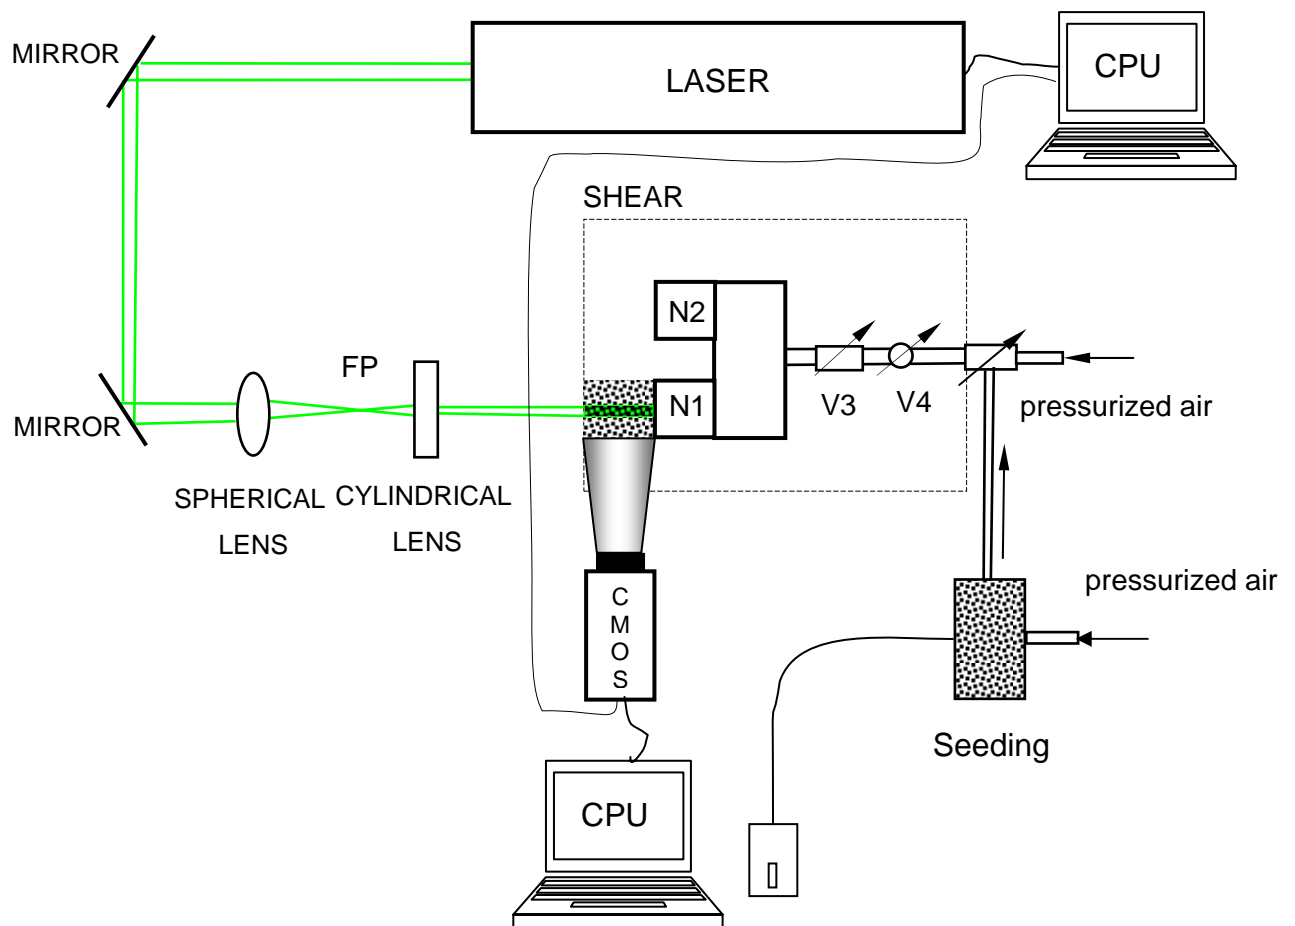 MIRROR
LASER
CPU
SHEAR
N2
FP
N1
V3
V4
pressurized air
MIRROR
SPHERICAL
LENS
CYLINDRICAL
LENS
pressurized air
C
M
O
S
Seeding
CPU